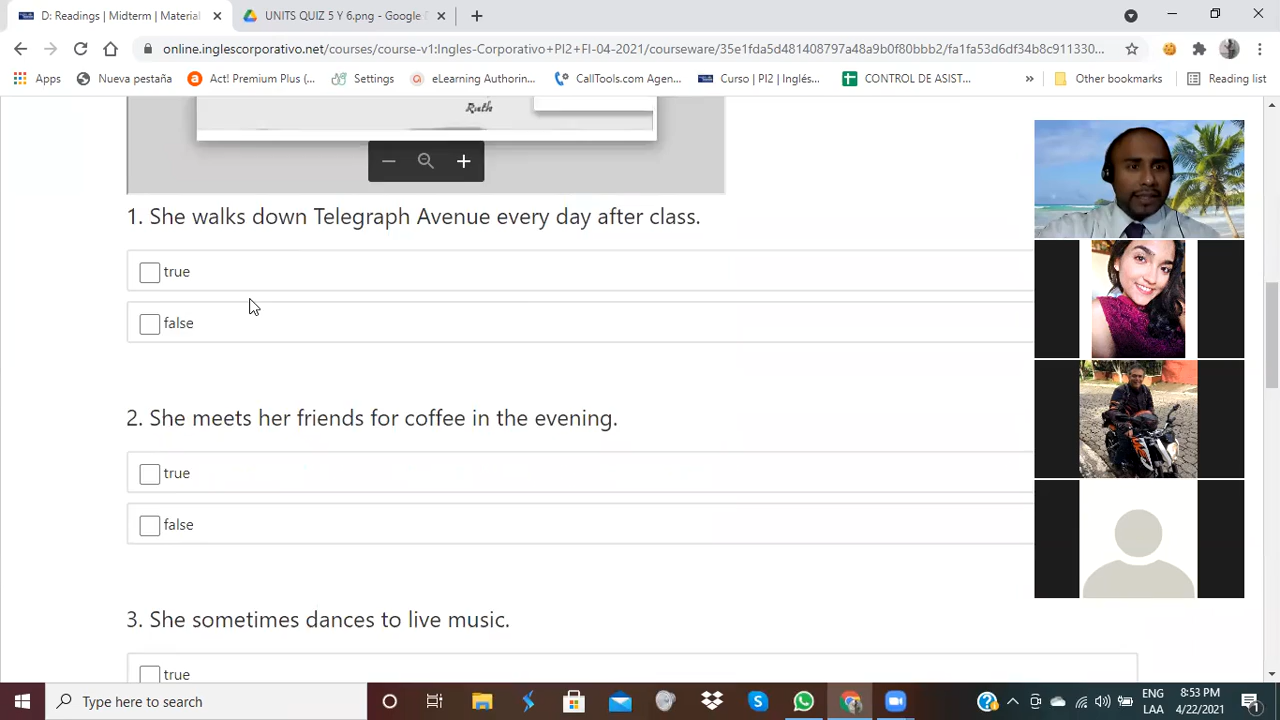 D: Readings | Midterm | Material
UNITS QUIZ 5 Y 6.png - Google
online.inglescorporativo.net/courses/course-v1:Ingles-Corporativo+PI2+FI-04-2021/courseware/35e1fda5d481408797a48a9b0f80bbb2/fa1fa53d6df34b8c911330...
Apps
Nueva pestaña
Act! Premium Plus (...
Settings
eLearning Authorin...
CallTools.com Agen...
Curso | PI2 | Inglés...
CONTROL DE ASIST...
»
Other bookmarks
Reading list
Ruth
1. She walks down Telegraph Avenue every day after class.
true
false
2. She meets her friends for coffee in the evening.
true
false
3. She sometimes dances to live music.
true
Type here to search
ENG
LAA
8:53 PM
4/22/2021
1